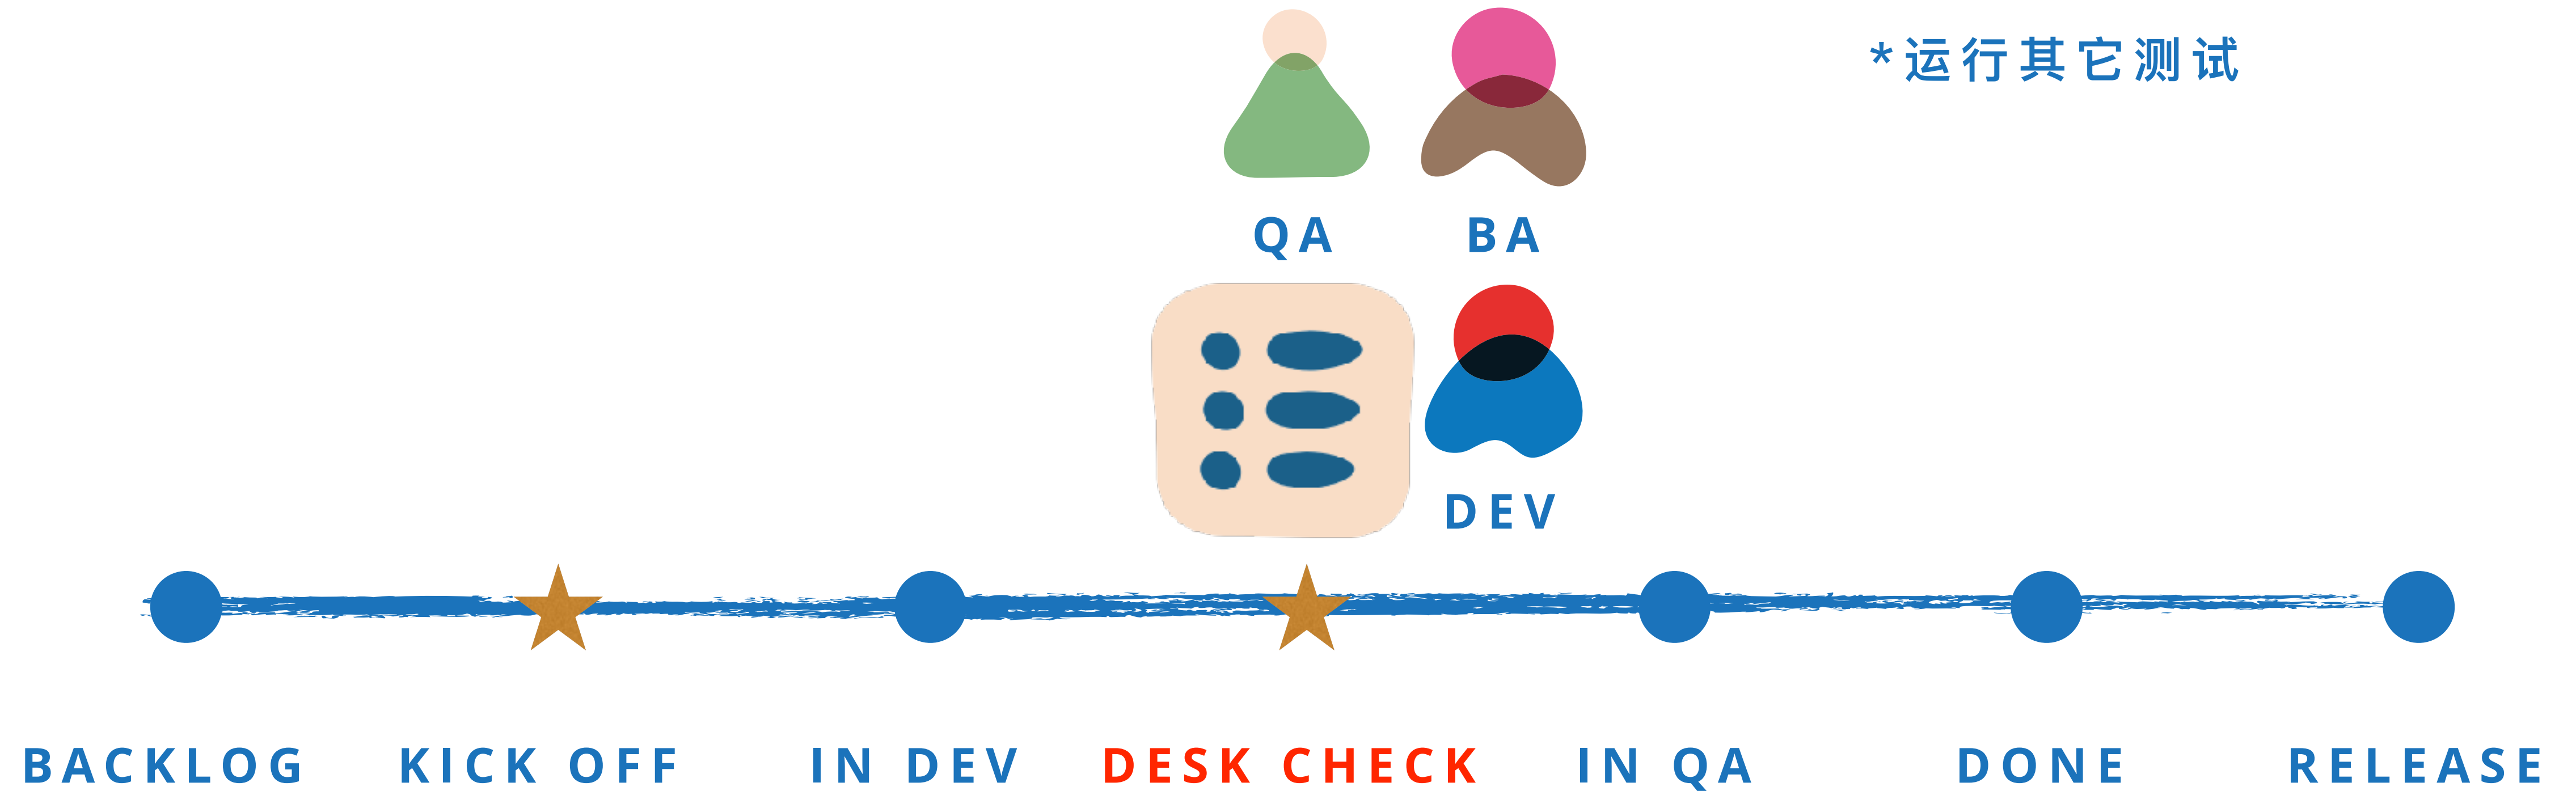 *运行其它测试
QA
BA
DEV
BACKLOG
KICK OFF
IN DEV
DESK CHECK
IN QA
DONE
RELEASE